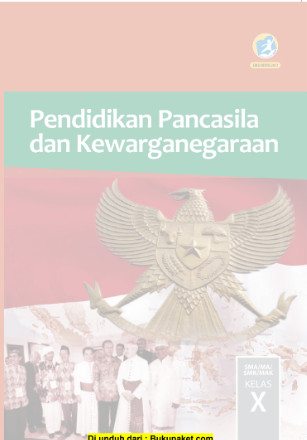 Pendidikan Pancasila
dan Kewarganegaraan
SMA/MA/
SMK/MAK
KELAS
X
Di unduh dari : Bukupaket.com